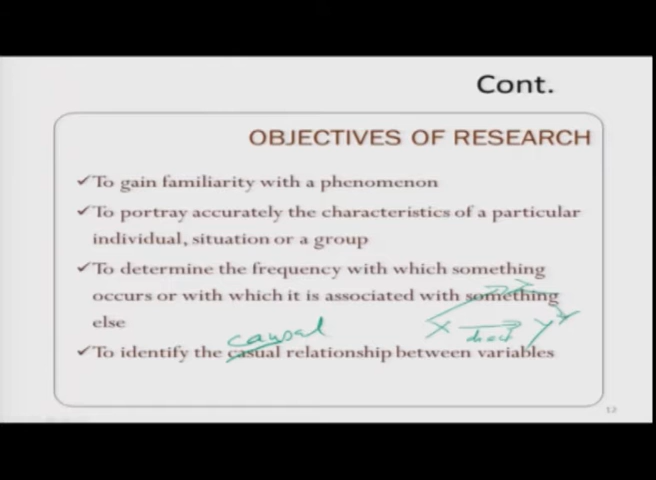 Cont.
OBJECTIVES OF RESEARCH
✓To gain familiarity with a phenomenon
✓To portray accurately the characteristics of a particular
individual, situation or a group
✓To determine the frequency with which something
occurs or with which it is associated with something
else
causal
X → Y
direct
✓To identify the casual relationship between variables
12